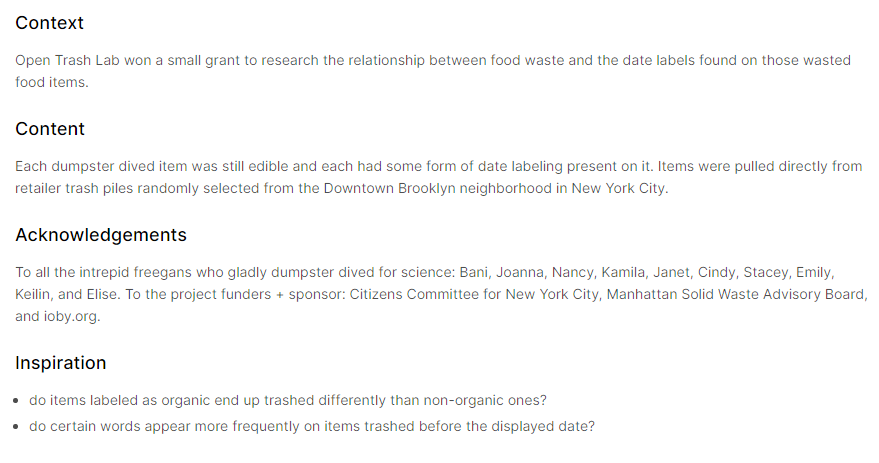 Context
Open Trash Lab won a small grant to research the relationship between food waste and the date labels found on those wasted
food items.
Content
Each dumpster dived item was still edible and each had some form of date labeling present on it. Items were pulled directly from
retailer trash piles randomly selected from the Downtown Brooklyn neighborhood in New York City.
Acknowledgements
To all the intrepid freegans who gladly dumpster dived for science: Bani, Joanna, Nancy, Kamila, Janet, Cindy, Stacey, Emily,
Keilin, and Elise. To the project funders + sponsor: Citizens Committee for New York City, Manhattan Solid Waste Advisory Board,
and ioby.org.
Inspiration
• do items labeled as organic end up trashed differently than non-organic ones?
• do certain words appear more frequently on items trashed before the displayed date?